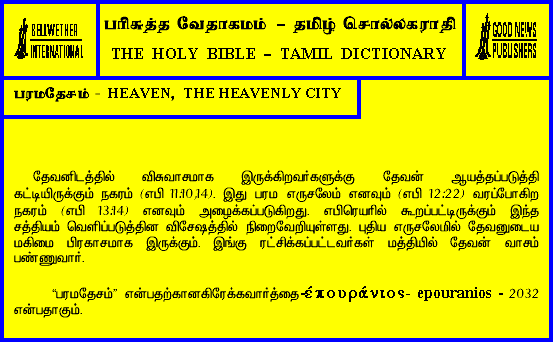 BELLWETHER
INTERNATIONAL
பரிசுத்த வேதாகமம் – தமிழ் சொல்லகராதி
THE HOLY BIBLE – TAMIL DICTIONARY
GOOD NEWS
PUBLISHERS
பரமதேசம் - HEAVEN, THE HEAVENLY CITY
தேவனிடத்தில் விசுவாசமாக இருக்கிறவர்களுக்கு தேவன் ஆயத்தப்படுத்தி
கட்டியிருக்கும் நகரம் (எபி 11:10,14). இது பரம எருசலேம் எனவும் (எபி 12:22) வரப்போகிற
நகரம் (எபி 13:14) எனவும் அழைக்கப்படுகிறது. எபிரெயரில் கூறப்பட்டிருக்கும் இந்த
சத்தியம் வெளிப்படுத்தின விசேஷத்தில் நிறைவேறியுள்ளது. புதிய எருசலேமில் தேவனுடைய
மகிமை பிரகாசமாக இருக்கும். இங்கு ரட்சிக்கப்பட்டவர்கள் மத்தியில் தேவன் வாசம்
பண்ணுவார்.
“பரமதேசம்” என்பதற்கானகிரேக்கவார்த்தை-έπουράνιος- epouranios - 2032
என்பதாகும்.